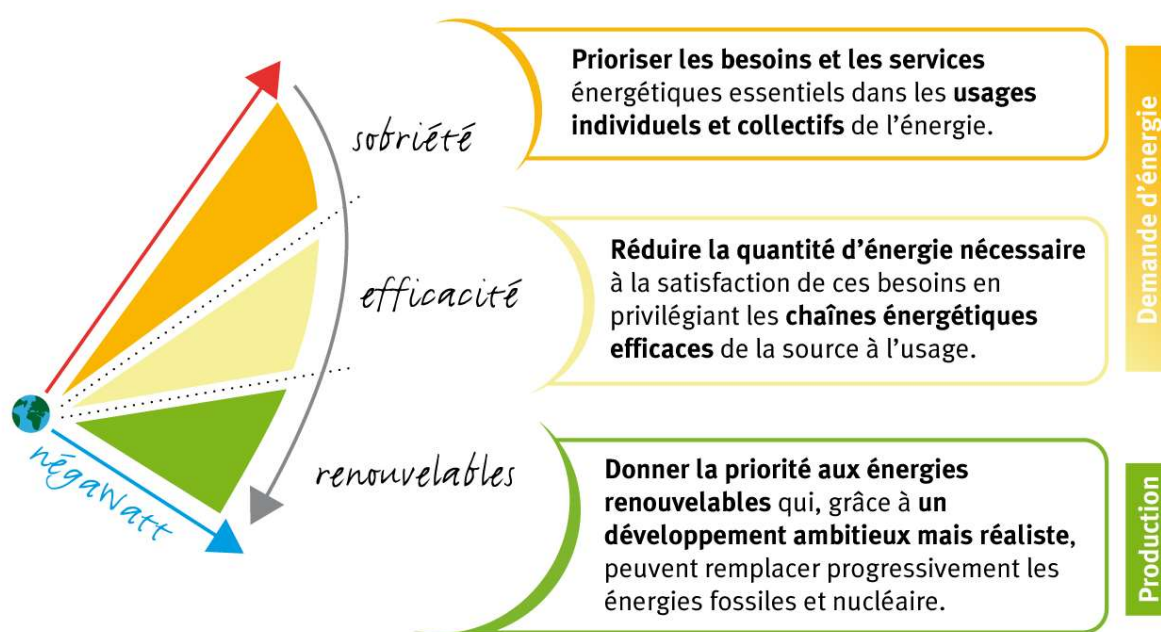 sobriété
Prioriser les besoins et les services
énergétiques essentiels dans les usages
individuels et collectifs de l’énergie.
efficacité
Réduire la quantité d’énergie nécessaire
à la satisfaction de ces besoins en
privilégiant les chaînes énergétiques
efficaces de la source à l’usage.
Demande d’énergie
négawatt
renouvelables
Donner la priorité aux énergies
renouvelables qui, grâce à un
développement ambitieux mais réaliste,
peuvent remplacer progressivement les
énergies fossiles et nucléaire.
Production